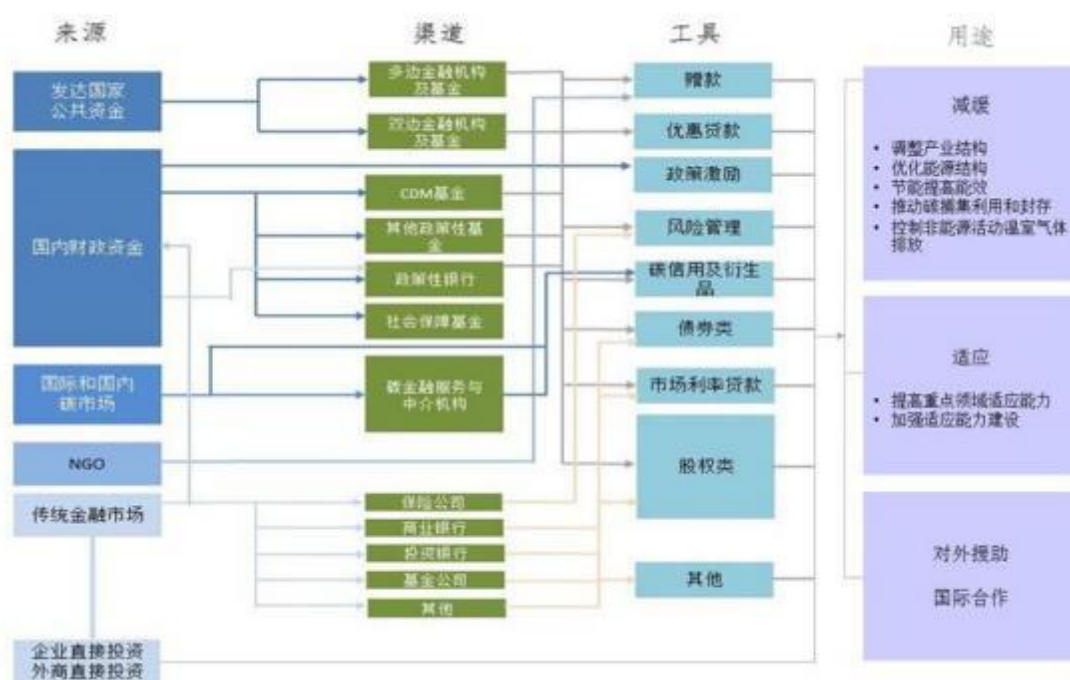 来源
渠道
工具
用途
发达国家
公共资金
国内财政资金
国际和国内
碳市场
NGO
传统金融市场
企业直接投资
外商直接投资
多边金融机构
及基金
双边金融机构
及基金
CDM基金
其他政策性基
金
政策性银行
社会保障基金
碳金融服务与
中介机构
保险公司
商业银行
投资银行
基金公司
其他
赠款
优惠贷款
政策激励
风险管理
碳信用及衍生
品
债券类
市场利率贷款
股权类
其他
减缓
• 调整产业结构
• 优化能源结构
• 节能提高能效
• 推动碳捕集利用和封存
• 控制非能源活动温室气体
排放
适应
• 提高重点领域适应能力
• 加强适应能力建设
对外援助
国际合作